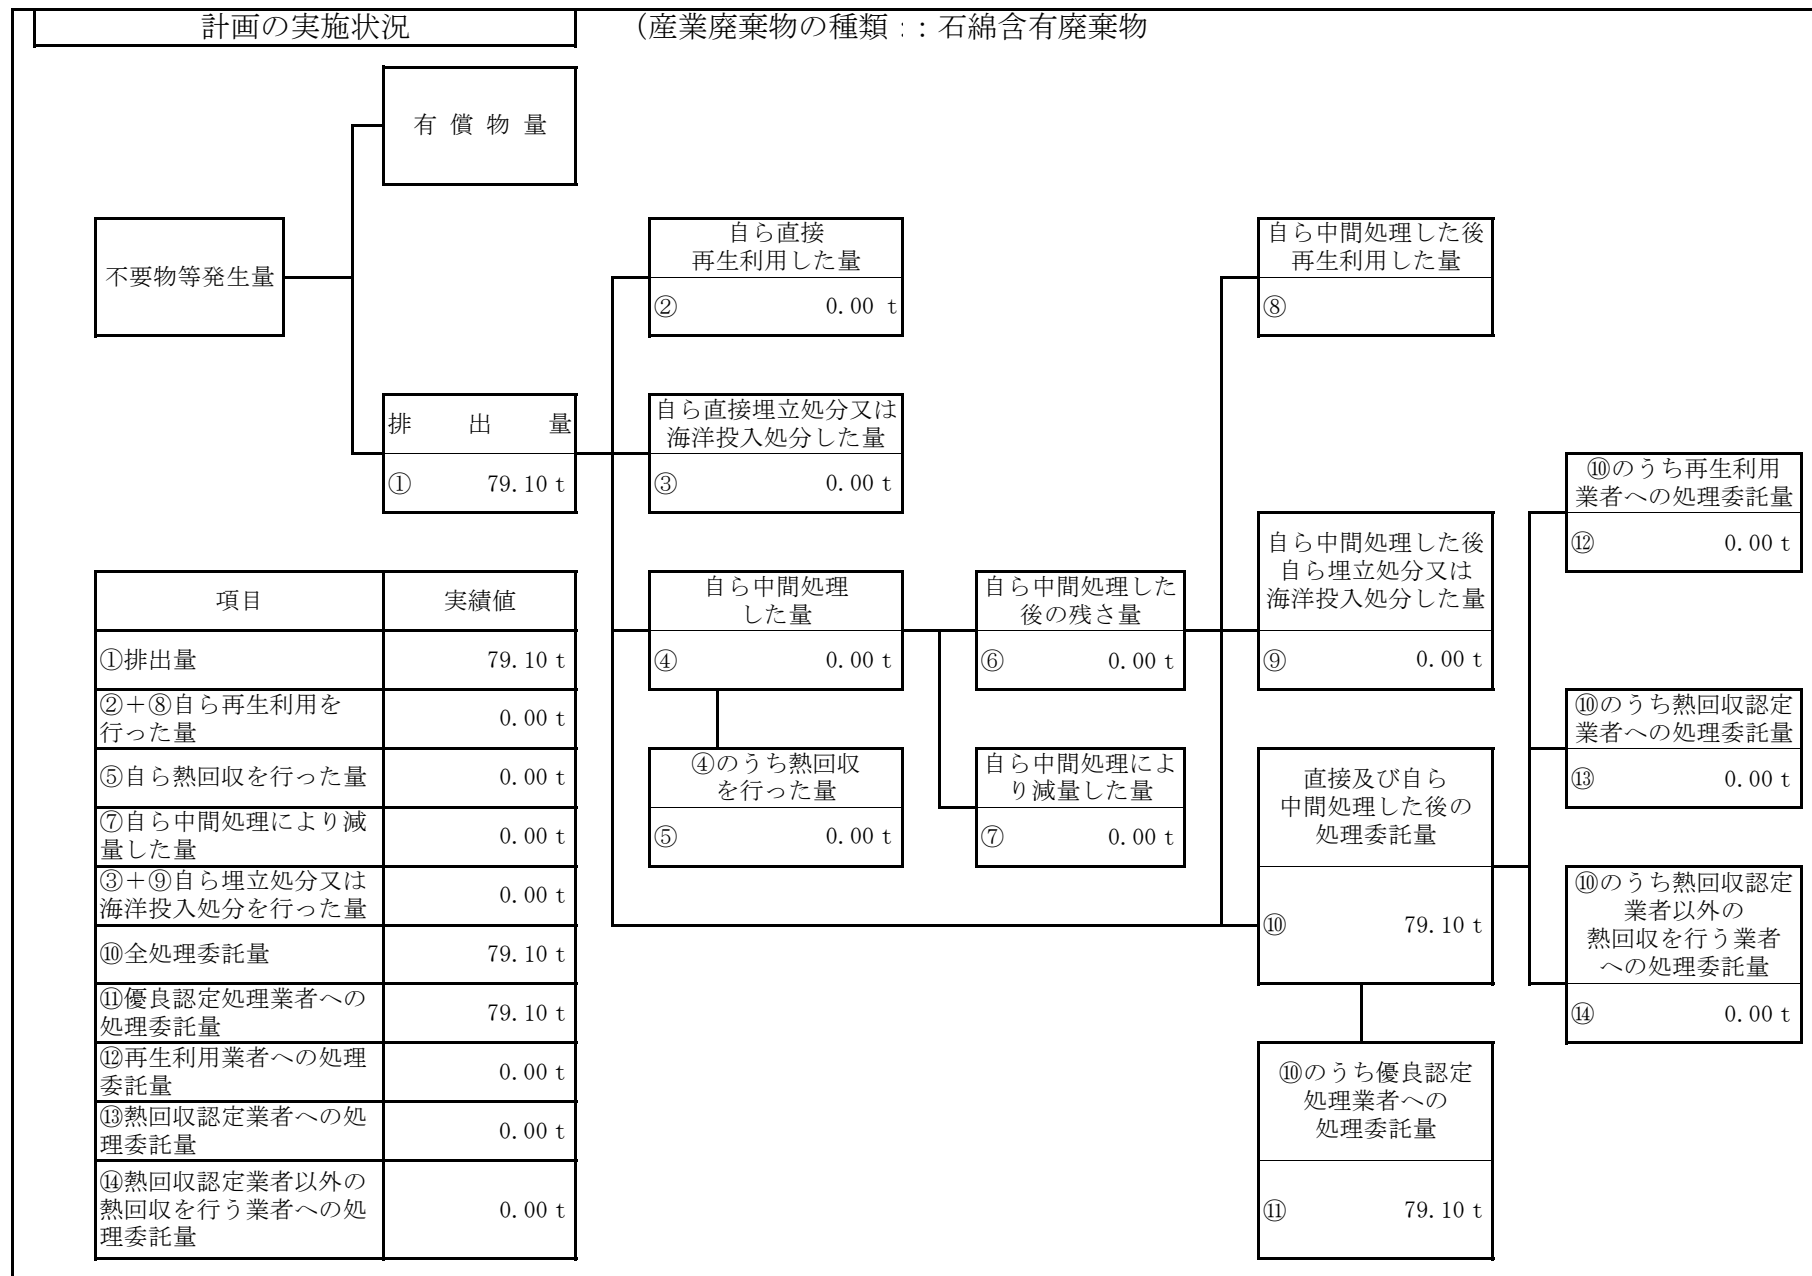 計画の実施状況
（産業廃棄物の種類：：石綿含有廃棄物
有償物量
不要物等発生量
自ら直接
再生利用した量
② 0.00 t
自ら中間処理した後
再生利用した量
⑧
排出量
① 79.10 t
自ら直接埋立処分又は
海洋投入処分した量
③ 0.00 t
⑩のうち再生利用
業者への処理委託量
⑫ 0.00 t
自ら中間処理した後
自ら埋立処分又は
海洋投入処分した量
⑨ 0.00 t
自ら中間処理
した量
④ 0.00 t
自ら中間処理した
後の残さ量
⑥ 0.00 t
⑩のうち熱回収認定
業者への処理委託量
⑬ 0.00 t
④のうち熱回収
を行った量
⑤ 0.00 t
自ら中間処理によ
り減量した量
⑦ 0.00 t
直接及び自ら
中間処理した後の
処理委託量
⑩ 79.10 t
⑩のうち熱回収認定
業者以外の
熱回収を行う業者
への処理委託量
⑭ 0.00 t
⑩のうち優良認定
処理業者への
処理委託量
⑪ 79.10 t
項目 実績値
①排出量 79.10 t
②＋⑧自ら再生利用を
行った量 0.00 t
⑤自ら熱回収を行った量 0.00 t
⑦自ら中間処理により減
量した量 0.00 t
③＋⑨自ら埋立処分又は
海洋投入処分を行った量 0.00 t
⑩全処理委託量 79.10 t
⑪優良認定処理業者への
処理委託量 79.10 t
⑫再生利用業者への処理
委託量 0.00 t
⑬熱回収認定業者への処
理委託量 0.00 t
⑭熱回収認定業者以外の
熱回収を行う業者への処
理委託量 0.00 t